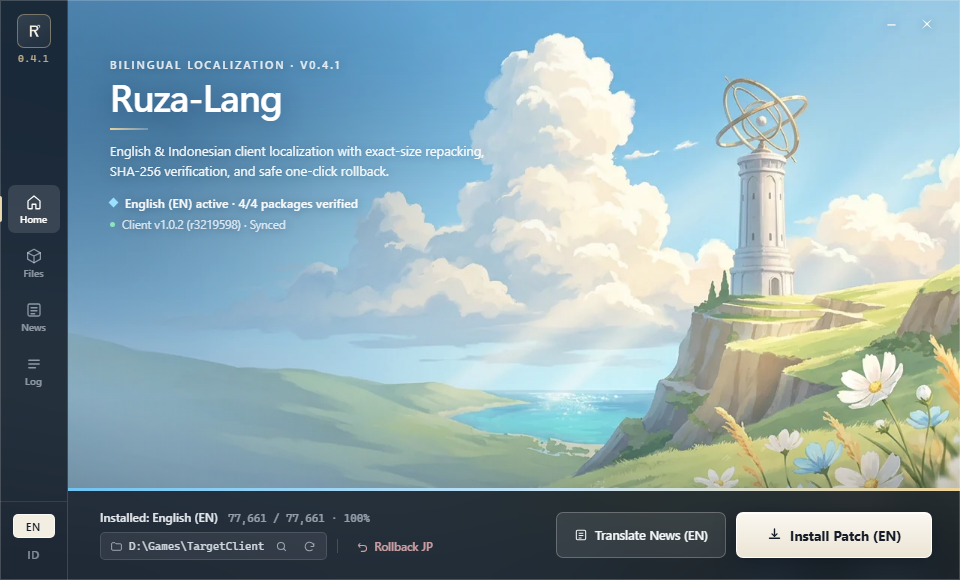 R
0.4.1
BILINGUAL LOCALIZATION · V0.4.1
Ruza-Lang
English & Indonesian client localization with exact-size repacking,
SHA-256 verification, and safe one-click rollback.
English (EN) active · 4/4 packages verified
Client v1.0.2 (r3219598) · Synced
Home
Files
News
Log
EN
ID
Installed: English (EN) 77,661 / 77,661 · 100%
D:\Games\TargetClient
Rollback JP
Translate News (EN)
Install Patch (EN)